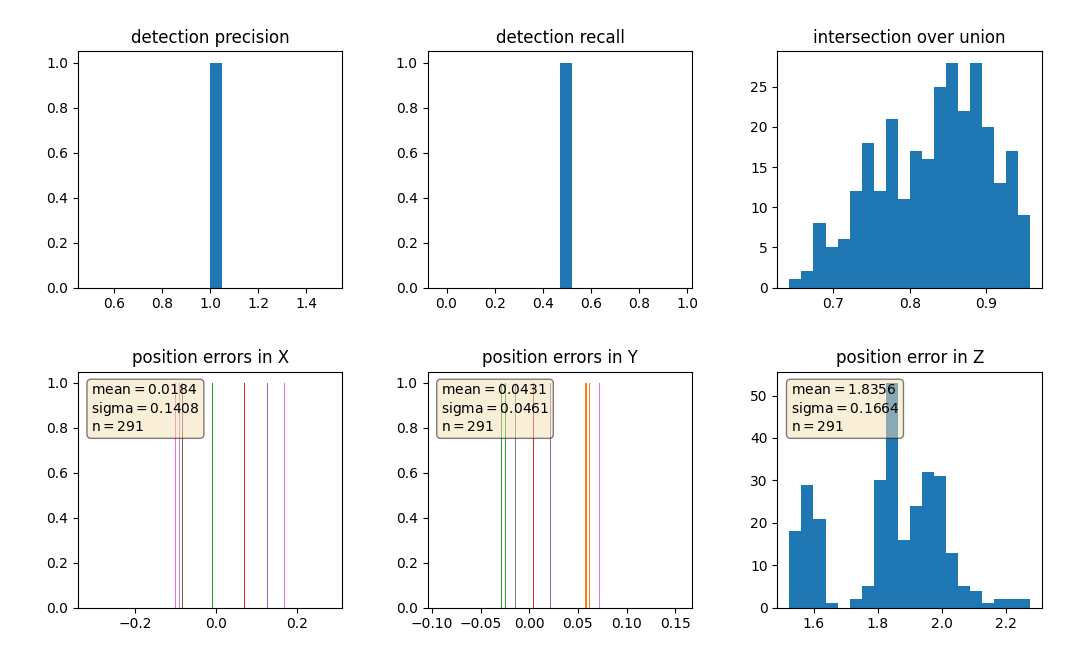 detection precision
1.0
0.8
0.6
0.4
0.2
0.0
0.6 0.8 1.0 1.2 1.4
detection recall
1.0
0.8
0.6
0.4
0.2
0.0
0.0 0.2 0.4 0.6 0.8 1.0
intersection over union
25
20
15
10
5
0
0.7 0.8 0.9
position errors in X
1.0
0.8
0.6
0.4
0.2
0.0
mean = 0.0184
sigma = 0.1408
n = 291
−0.2 0.0 0.2
position errors in Y
1.0
0.8
0.6
0.4
0.2
0.0
mean = 0.0431
sigma = 0.0461
n = 291
−0.10 −0.05 0.00 0.05 0.10 0.15
position error in Z
50
40
30
20
10
0
mean = 1.8356
sigma = 0.1664
n = 291
1.6 1.8 2.0 2.2